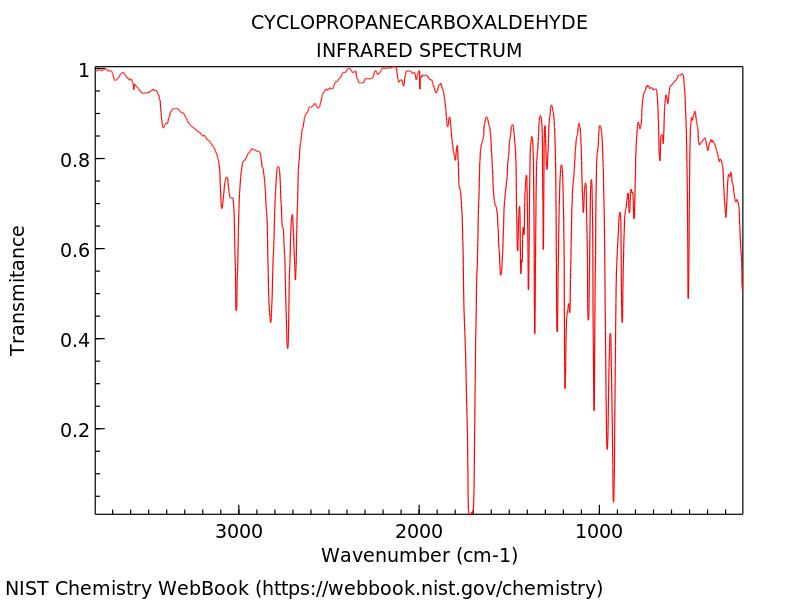 CYCLOPROPANECARBOXALDEHYDE
INFRARED SPECTRUM
1
0.8
0.6
0.4
0.2
Transmitance
3000 2000 1000
Wavenumber (cm-1)
NIST Chemistry WebBook (https://webbook.nist.gov/chemistry)